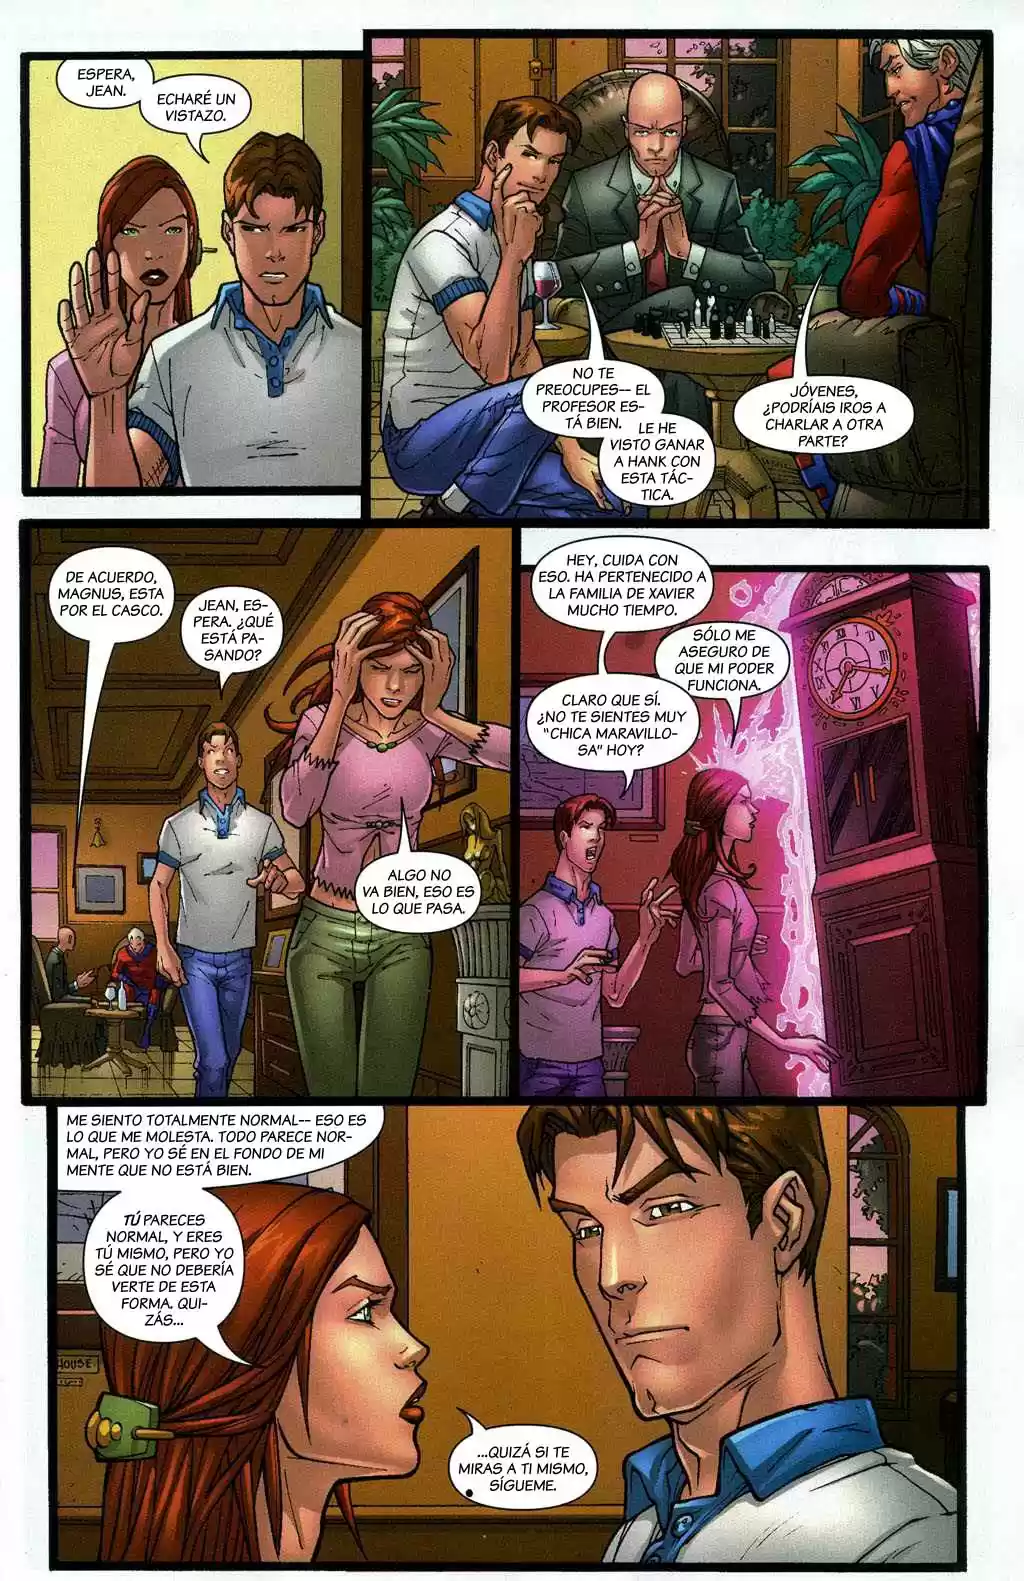 ESPERA,
JEAN.
ECHARÉ UN
VISTAZO.
NO TE
PREOCUPES-- EL
PROFESOR ES-
TÁ BIEN.
LE HE
VISTO GANAR
A HANK CON
ESTA TÁC-
TICA.
JÓVENES,
¿PODRÍAIS IROS A
CHARLAR A OTRA
PARTE?
DE ACUERDO,
MAGNUS, ESTA
POR EL CASCO.
JEAN, ES-
PERA. ¿QUÉ
ESTÁ PA-
SANDO?
ALGO NO
VA BIEN, ESO ES
LO QUE PASA.
HEY, CUIDA CON
ESO. HA PERTENECIDO A
LA FAMILIA DE XAVIER
MUCHO TIEMPO.
SÓLO ME
ASEGURO DE
QUE MI PODER
FUNCIONA.
CLARO QUE SÍ.
¿NO TE SIENTES MUY
"CHICA MARAVILLO-
SA" HOY?
ME SIENTO TOTALMENTE NORMAL-- ESO ES
LO QUE ME MOLESTA. TODO PARECE NOR-
MAL, PERO YO SÉ EN EL FONDO DE MI
MENTE QUE NO ESTÁ BIEN.
TÚ PARECES
NORMAL, Y ERES
TÚ MISMO, PERO YO
SÉ QUE NO DEBERÍA
VERTE DE ESTA
FORMA. QUI-
ZÁS...
HOUSE
...QUIZÁ SI TE
MIRAS A TI MISMO,
SÍGUEME.